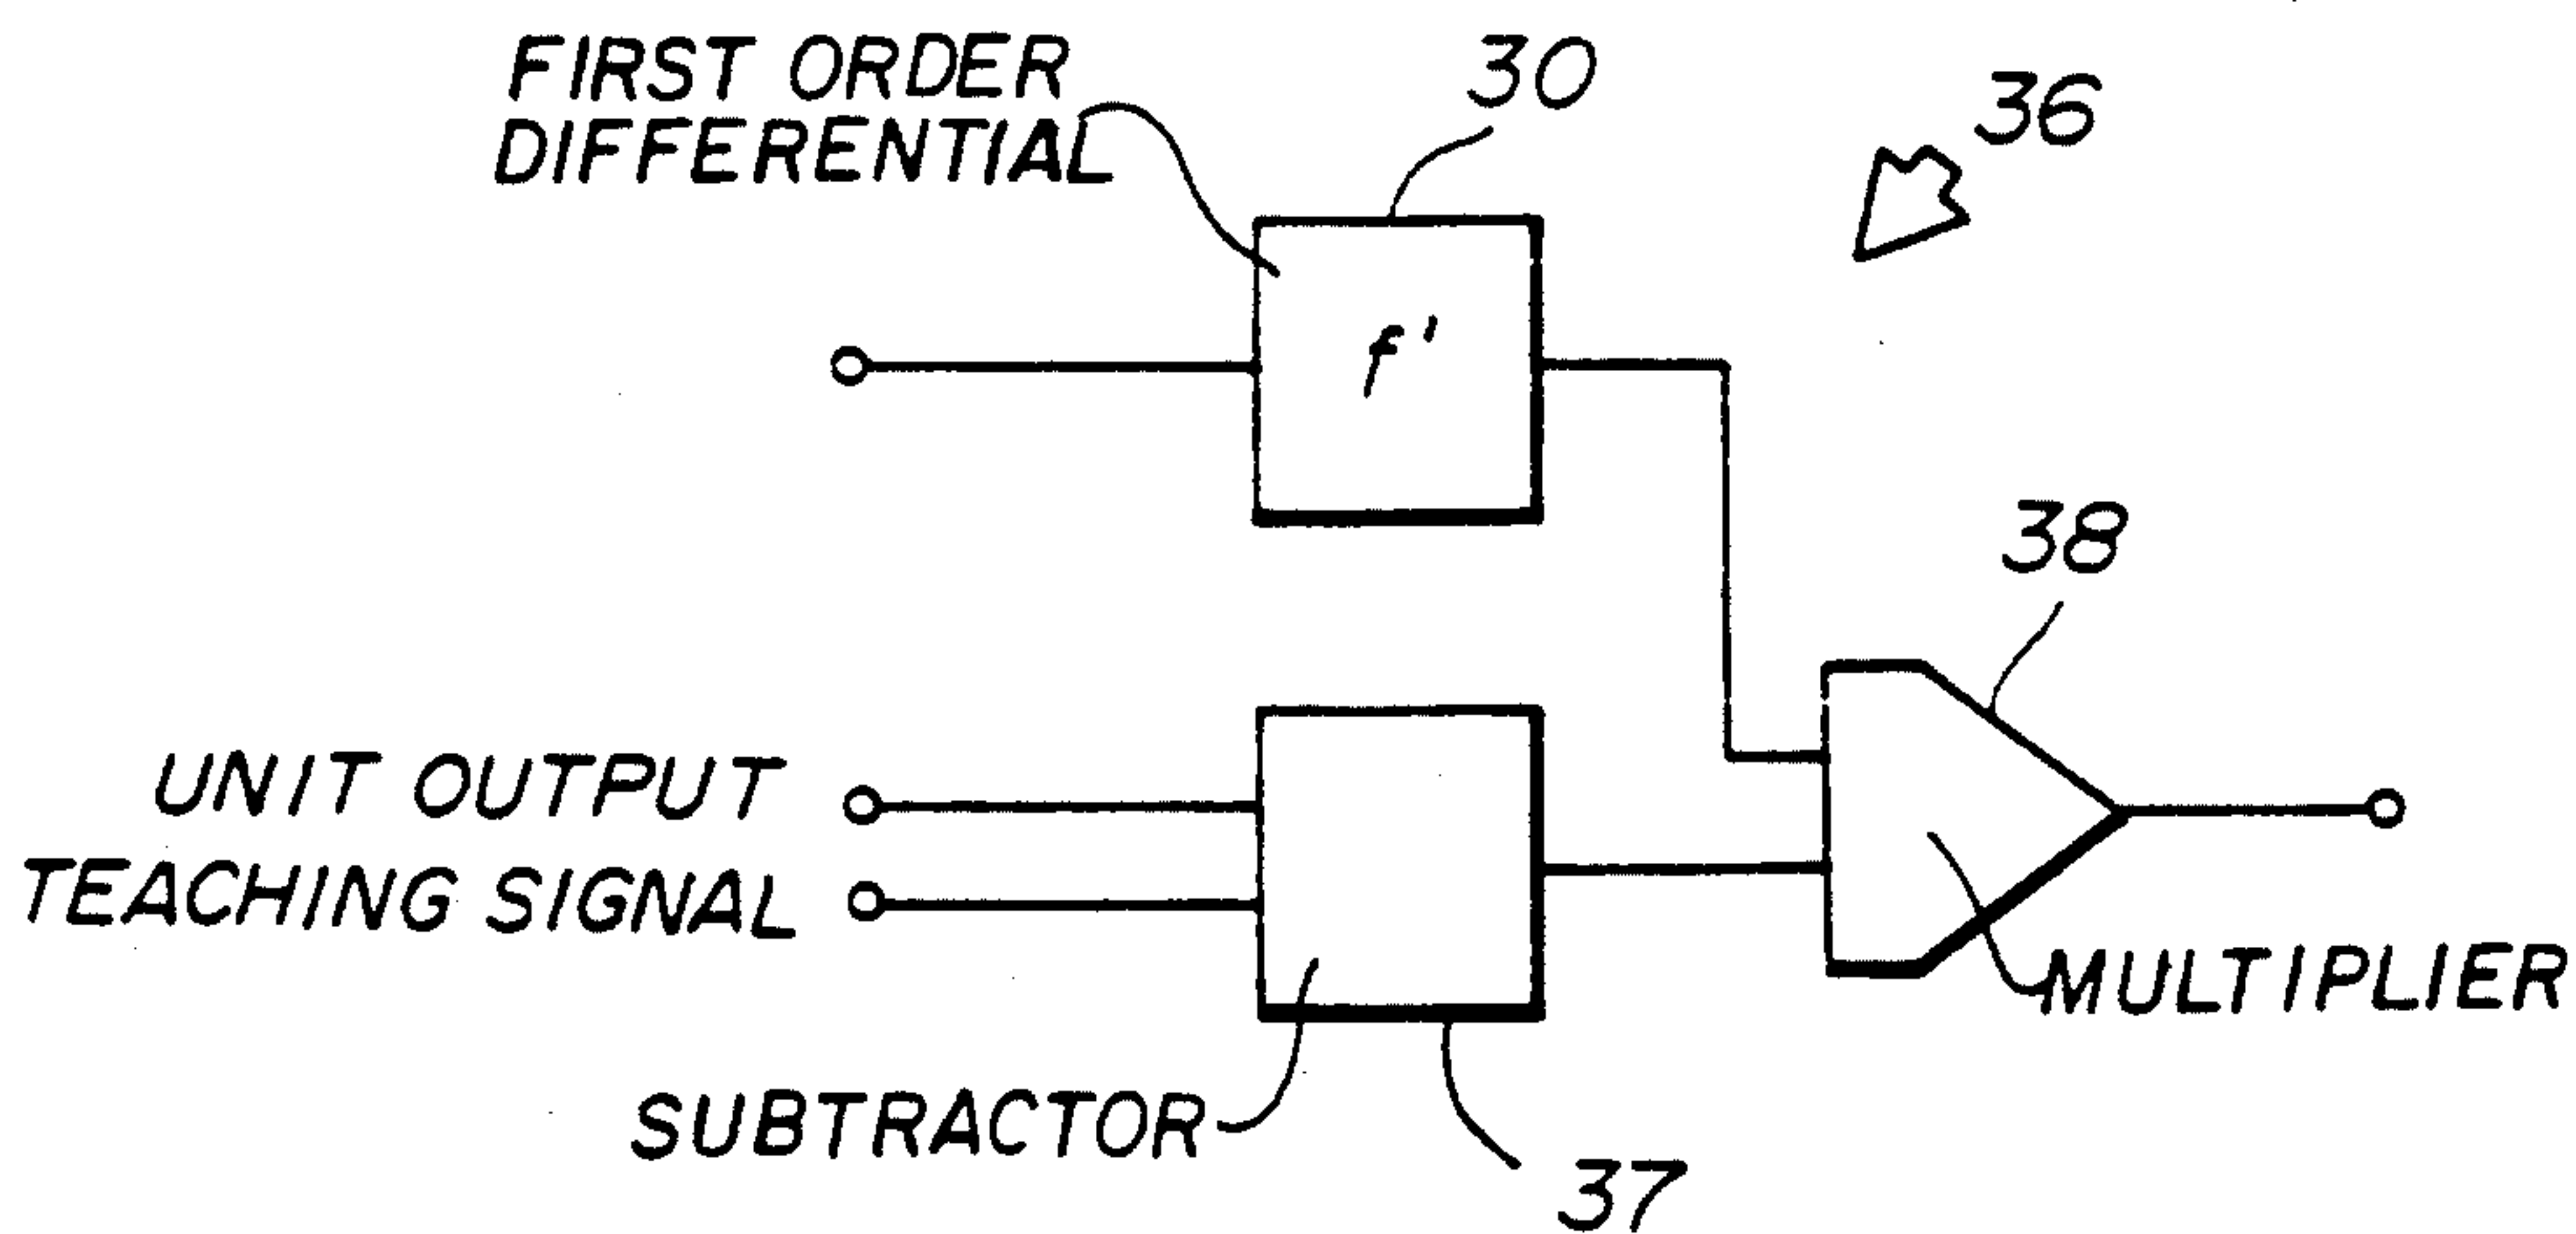 FIRST ORDER
DIFFERENTIAL
30
36
f'
38
UNIT OUTPUT
TEACHING SIGNAL
MULTIPLIER
SUBTRACTOR
37